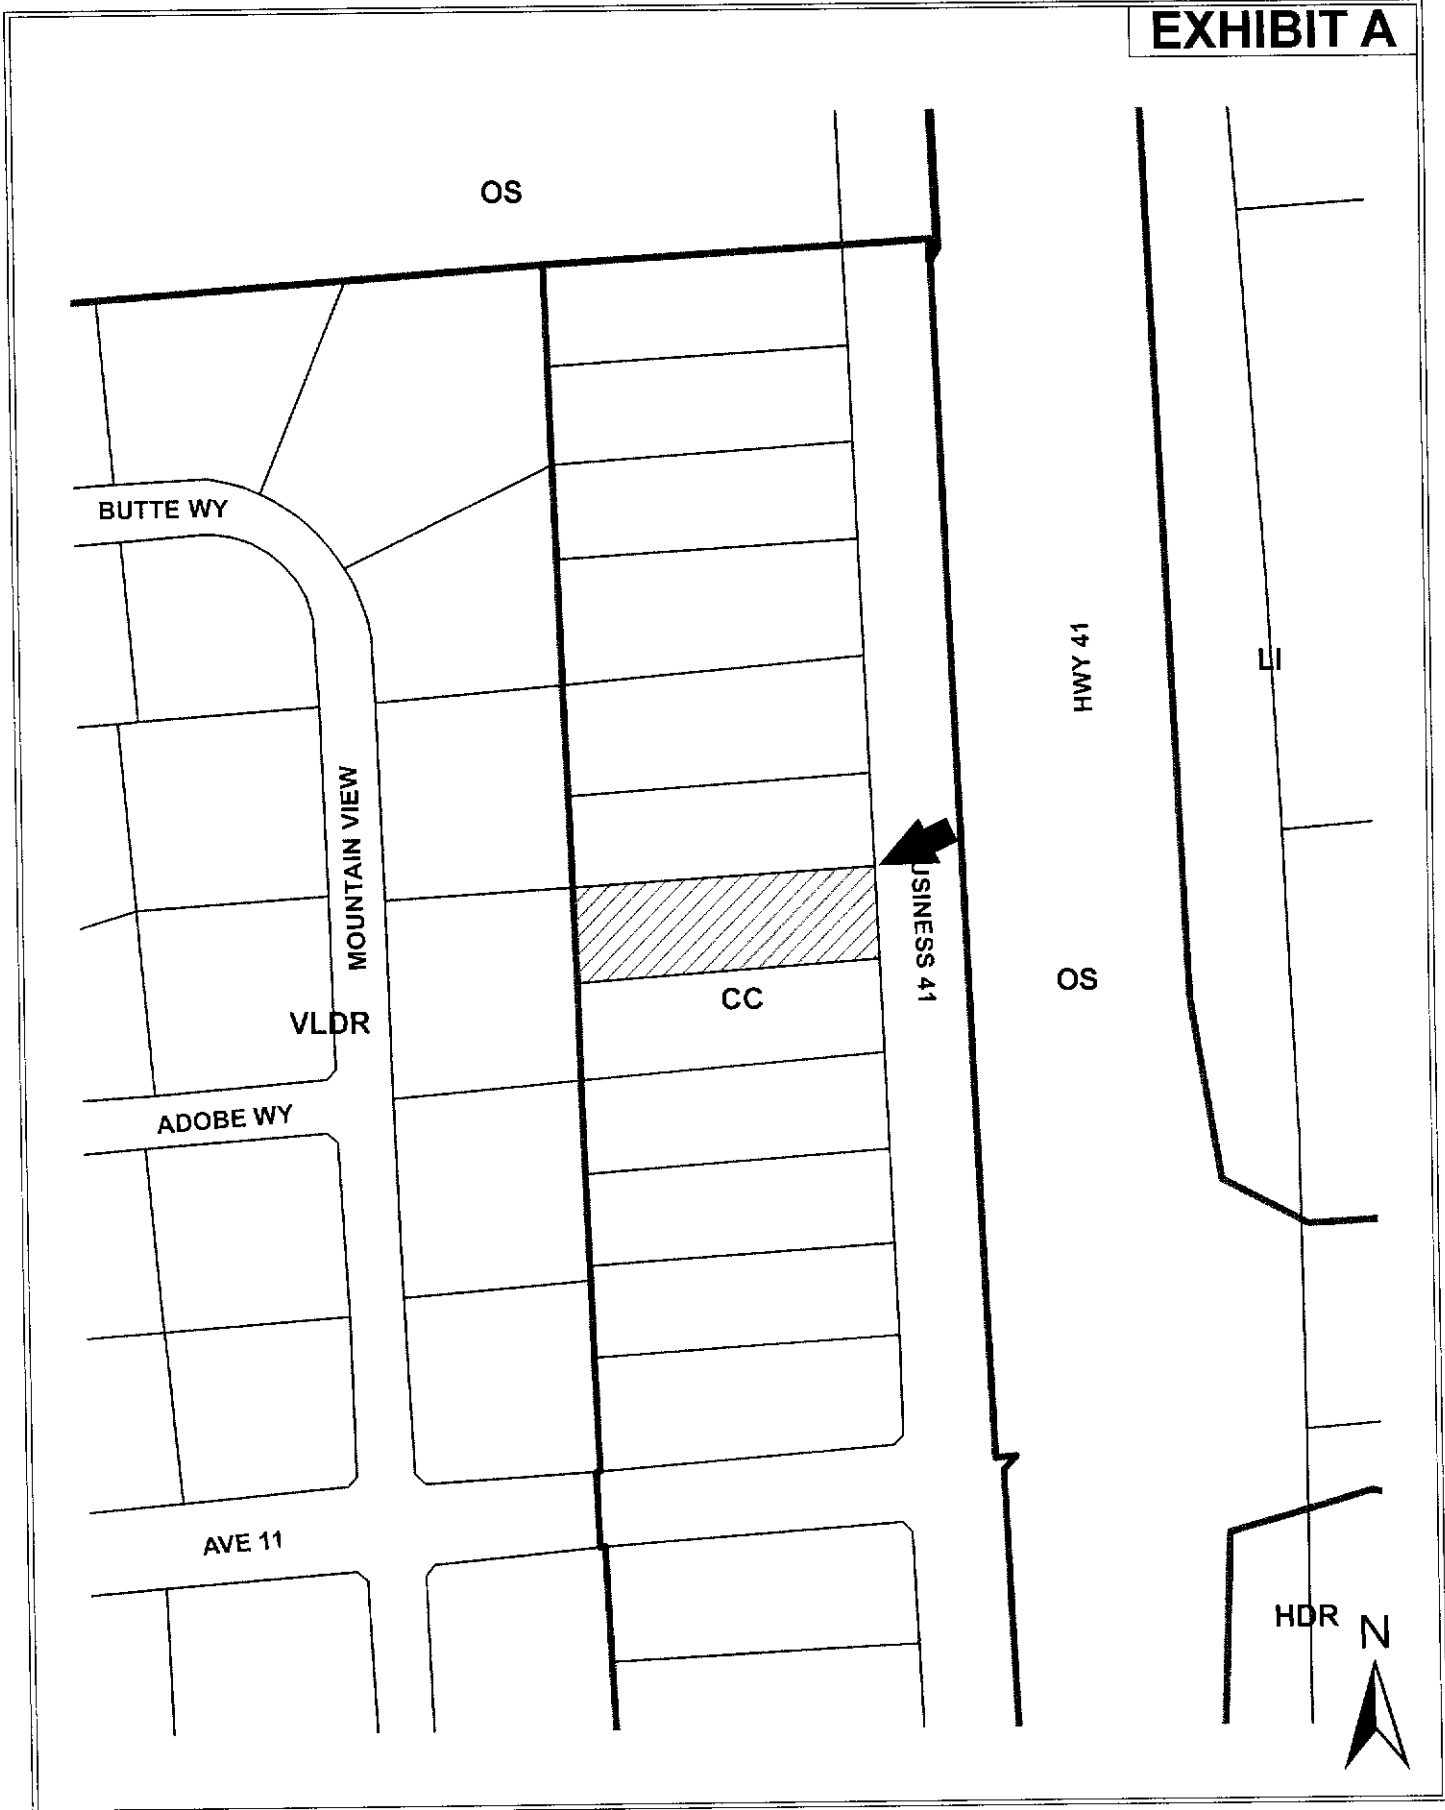 EXHIBIT A
OS
BUTTE WY
HWY 41
LI
MOUNTAIN VIEW
USINESS 41
OS
CC
VLDR
ADOBE WY
AVE 11
HDR
N